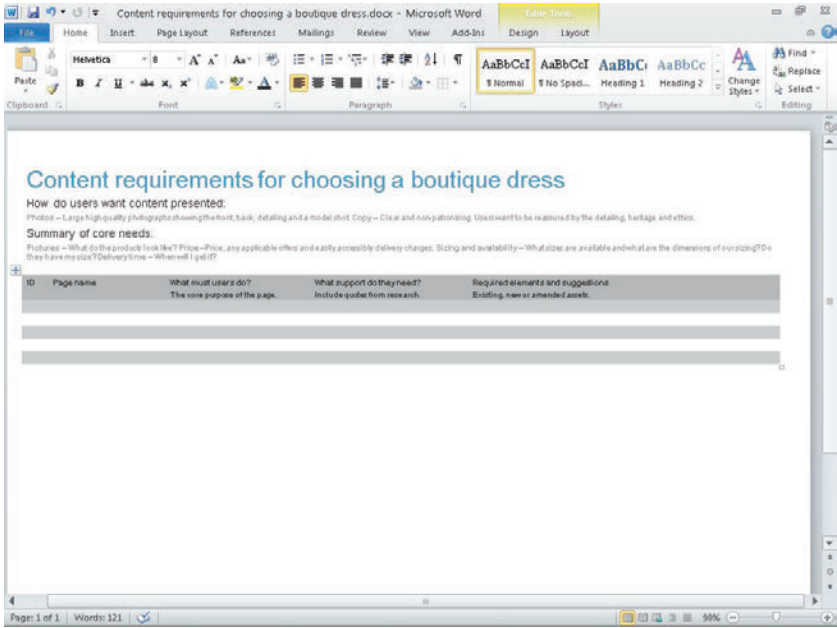 Content requirements for choosing a boutique dress.docx - Microsoft Word
Table Tools
File Home Insert Page Layout References Mailings Review View Add-Ins Design Layout
Paste
Helvetica 8
B I U abc x, x'
Aa
AaBbCcI AaBbCcI AaBbC AaBbCc
¶ Normal ¶ No Spaci... Heading 1 Heading 2
Change Styles
Find
Replace
Select
Clipboard Font Paragraph Styles Editing
Content requirements for choosing a boutique dress
How do users want content presented:
Photos – Large high quality photographs showing the front, back, detailing and a model shot. Copy – Clear and non patronizing. Users want to be reassured by the detailing, heritage and ethics.
Summary of core needs:
Pictures – What do the products look like? Price – Price, any applicable offers and easily accessibly delivery charges. Sizing and availability – What sizes are available and what are the dimensions of our sizing? Do
they have my size? Delivery time – When will I get it?
ID Page name What must users do? What support do they need? Required elements and suggestions
The core purpose of the page. Include quotes from research. Existing, new or amended assets.
Page: 1 of 1 Words: 121 90%